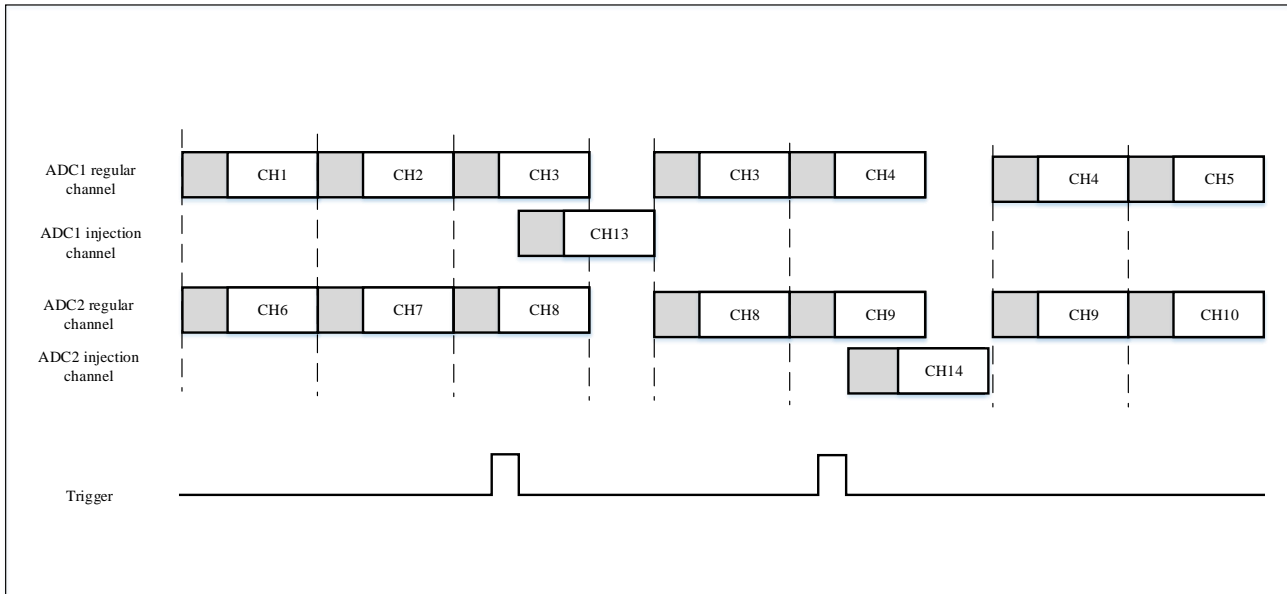 ADC1 regular
channel
CH1 CH2 CH3 CH3 CH4 CH4 CH5
ADC1 injection
channel
CH13
ADC2 regular
channel
CH6 CH7 CH8 CH8 CH9 CH9 CH10
ADC2 injection
channel
CH14
Trigger